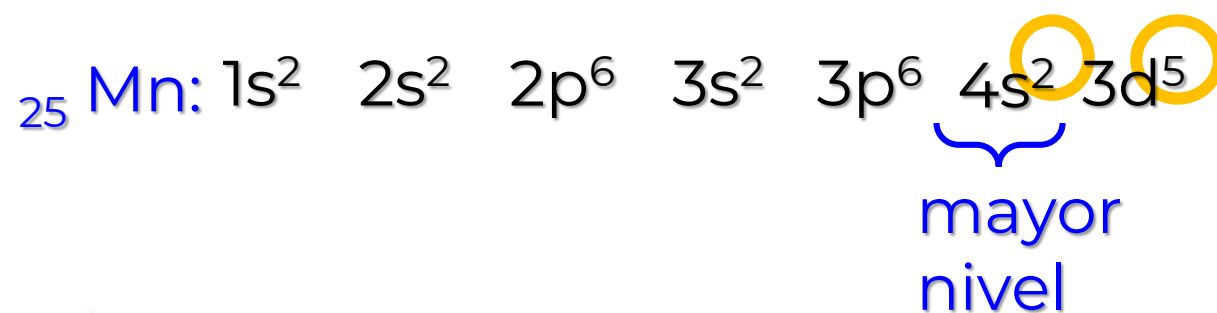 ₂₅ Mn: 1s² 2s² 2p⁶ 3s² 3p⁶ 4s² 3d⁵
mayor
nivel